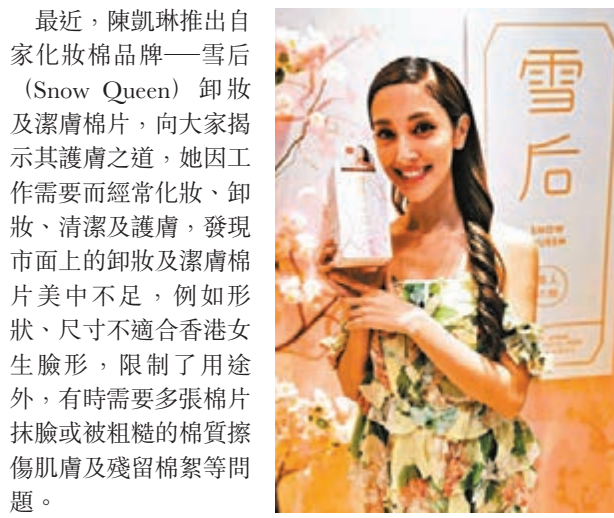 最近，陳凱琳推出自
家化妝棉品牌──雪后
（Snow Queen）卸妝
及潔膚棉片，向大家揭
示其護膚之道，她因工
作需要而經常化妝、卸
妝、清潔及護膚，發現
市面上的卸妝及潔膚棉
片美中不足，例如形
狀、尺寸不適合香港女
生臉形，限制了用途
外，有時需要多張棉片
抹臉或被粗糙的棉質擦
傷肌膚及殘留棉絮等問
題。
雪
后
SNOW
QUEEN